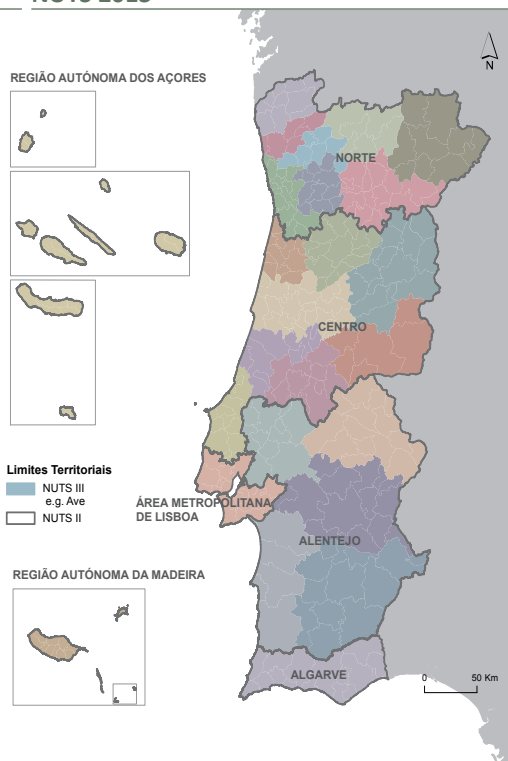 NUTS 2013
N
REGIÃO AUTÓNOMA DOS AÇORES
NORTE
CENTRO
Limites Territoriais
NUTS III
e.g. Ave
NUTS II
ÁREA METROPOLITANA
DE LISBOA
ALENTEJO
REGIÃO AUTÓNOMA DA MADEIRA
ALGARVE
0 50 Km